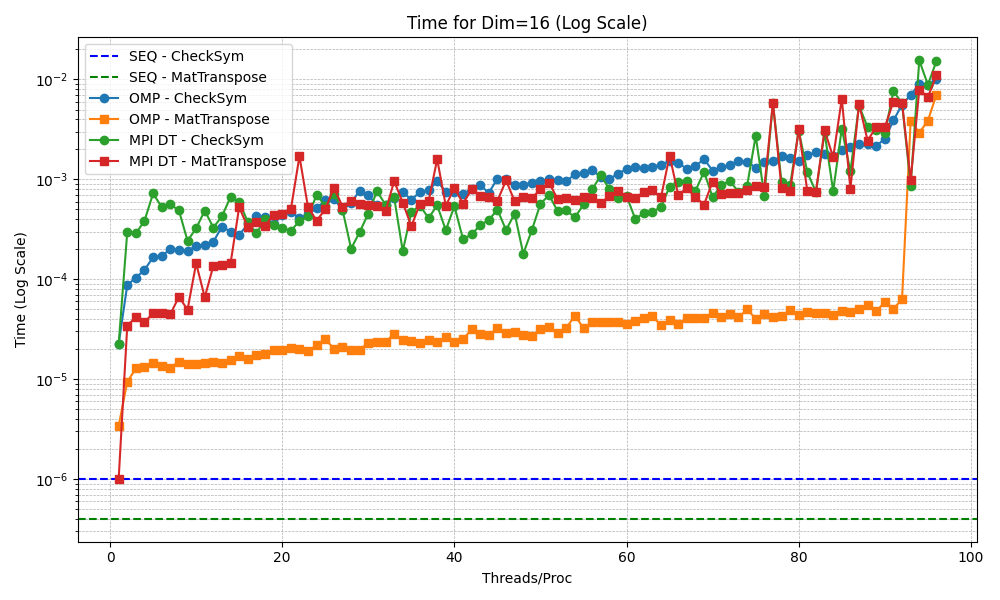 Time for Dim=16 (Log Scale)
SEQ - CheckSym
SEQ - MatTranspose
OMP - CheckSym
OMP - MatTranspose
MPI DT - CheckSym
MPI DT - MatTranspose
Time (Log Scale)
10⁻²
10⁻³
10⁻⁴
10⁻⁵
10⁻⁶
0 20 40 60 80 100
Threads/Proc